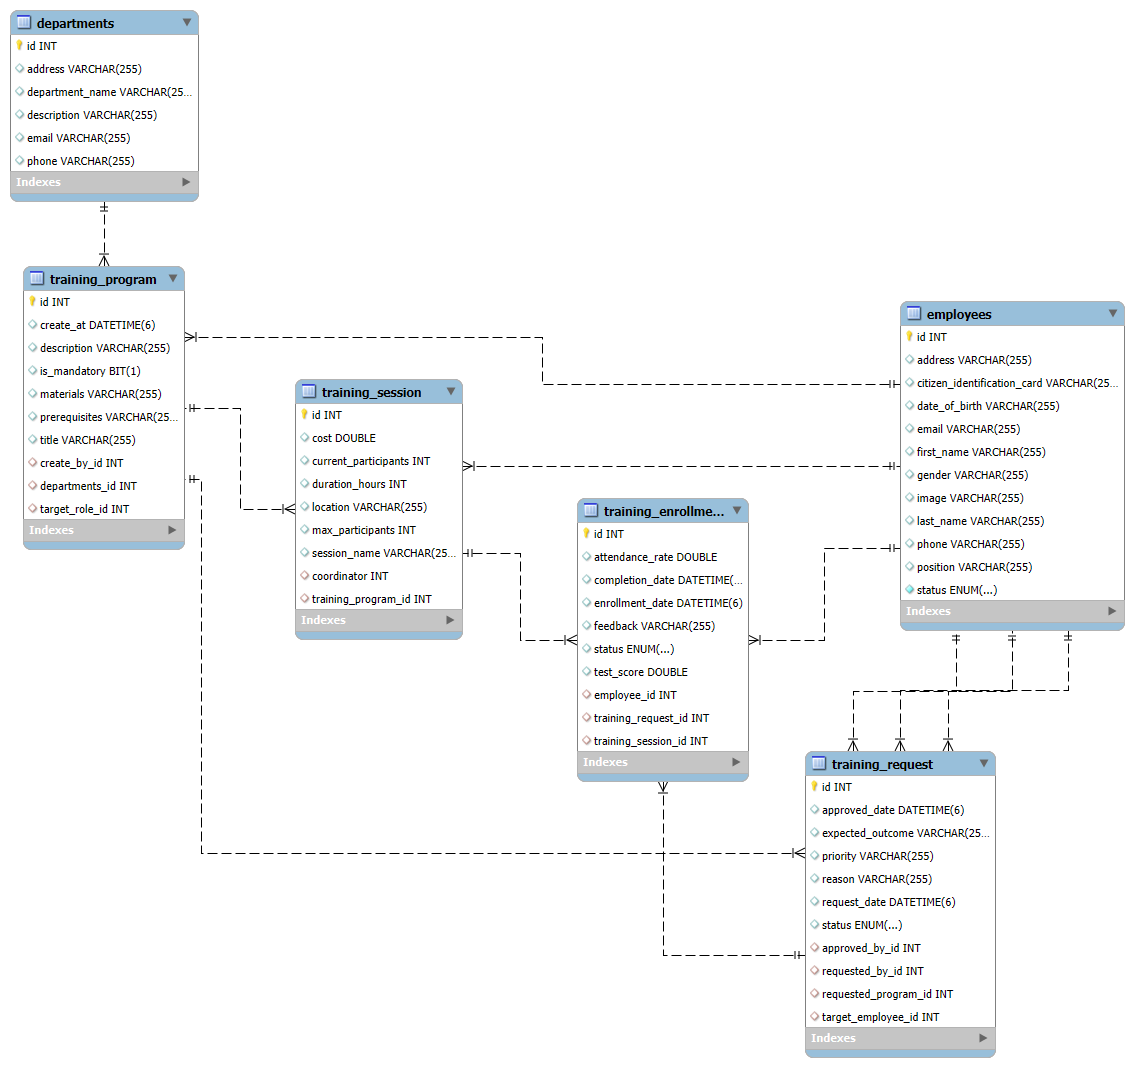 departments
id INT
address VARCHAR(255)
department_name VARCHAR(25...
description VARCHAR(255)
email VARCHAR(255)
phone VARCHAR(255)
Indexes
training_program
id INT
create_at DATETIME(6)
description VARCHAR(255)
is_mandatory BIT(1)
materials VARCHAR(255)
prerequisites VARCHAR(25...
title VARCHAR(255)
create_by_id INT
departments_id INT
target_role_id INT
Indexes
training_session
id INT
cost DOUBLE
current_participants INT
duration_hours INT
location VARCHAR(255)
max_participants INT
session_name VARCHAR(25...
coordinator INT
training_program_id INT
Indexes
training_enrollme...
id INT
attendance_rate DOUBLE
completion_date DATETIME(...
enrollment_date DATETIME(6)
feedback VARCHAR(255)
status ENUM(...)
test_score DOUBLE
employee_id INT
training_request_id INT
training_session_id INT
Indexes
employees
id INT
address VARCHAR(255)
citizen_identification_card VARCHAR(25...
date_of_birth VARCHAR(255)
email VARCHAR(255)
first_name VARCHAR(255)
gender VARCHAR(255)
image VARCHAR(255)
last_name VARCHAR(255)
phone VARCHAR(255)
position VARCHAR(255)
status ENUM(...)
Indexes
training_request
id INT
approved_date DATETIME(6)
expected_outcome VARCHAR(25...
priority VARCHAR(255)
reason VARCHAR(255)
request_date DATETIME(6)
status ENUM(...)
approved_by_id INT
requested_by_id INT
requested_program_id INT
target_employee_id INT
Indexes